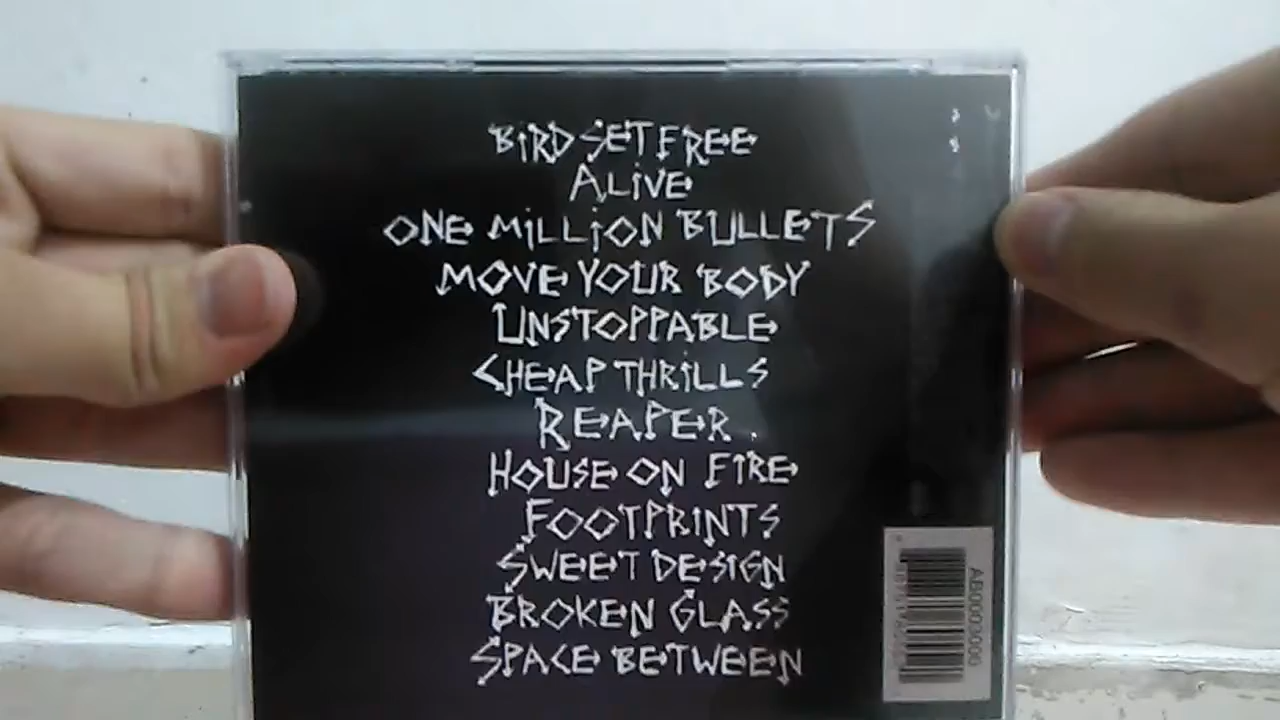 BiRD SET FREE
ALiVE
ONE MiLLiON BULLETS
MOVE YOUR BODY
UNSTOPPABLE
CHEAP THRiLLS
REAPER.
HOUSE ON FIRE
FOOTPRINTS
SWEET DESIGN
BROKEN GLASS
SPACE BETWEEN
AB0003000